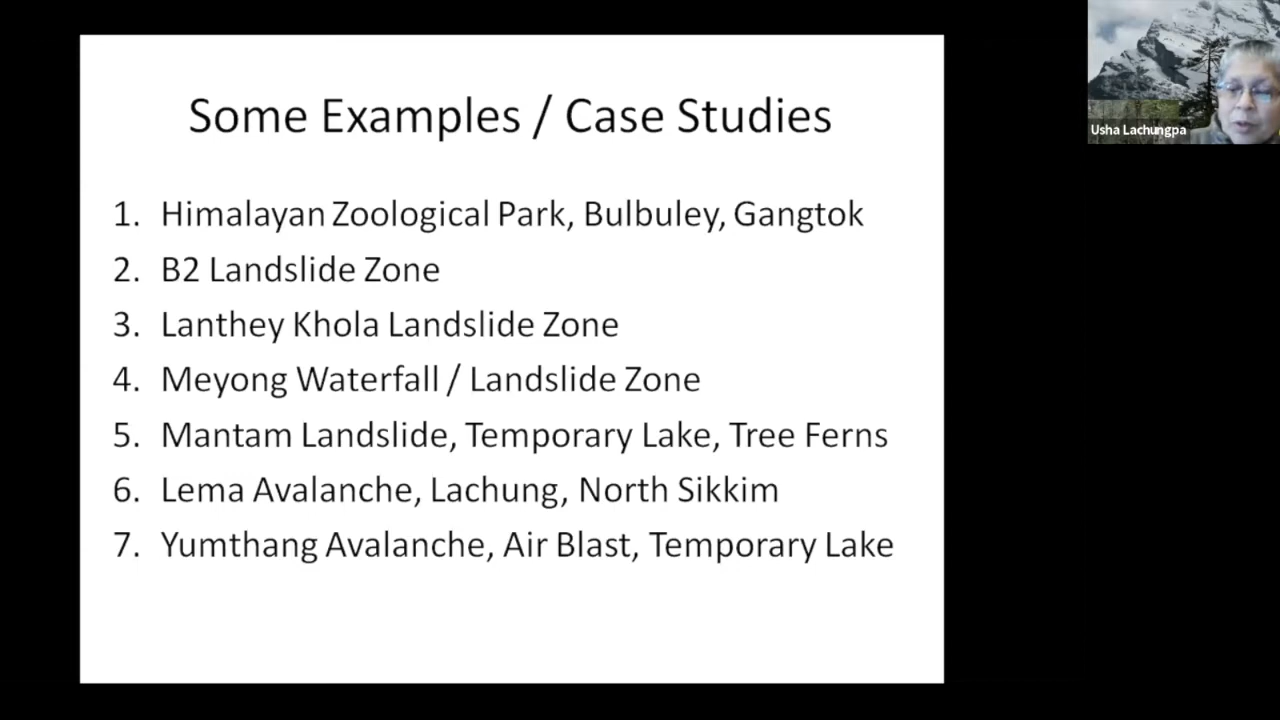 Some Examples / Case Studies
1. Himalayan Zoological Park, Bulbuley, Gangtok
2. B2 Landslide Zone
3. Lanthey Khola Landslide Zone
4. Meyong Waterfall / Landslide Zone
5. Mantam Landslide, Temporary Lake, Tree Ferns
6. Lema Avalanche, Lachung, North Sikkim
7. Yumthang Avalanche, Air Blast, Temporary Lake
Usha Lachungpa